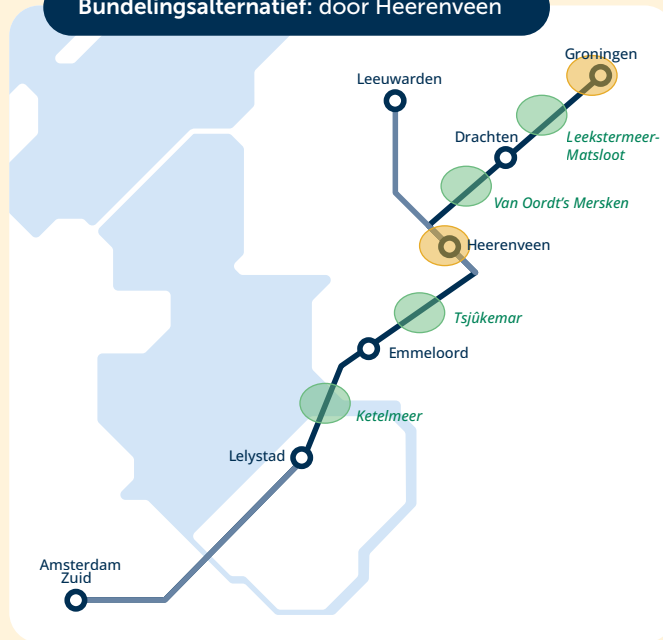 Bundelingsalternatief: door Heerenveen
Groningen
Leeuwarden
Drachten
Leekstermeer-
Matsloot
Van Oordt’s Mersken
Heerenveen
Tsjûkemar
Emmeloord
Ketelmeer
Lelystad
Amsterdam
Zuid